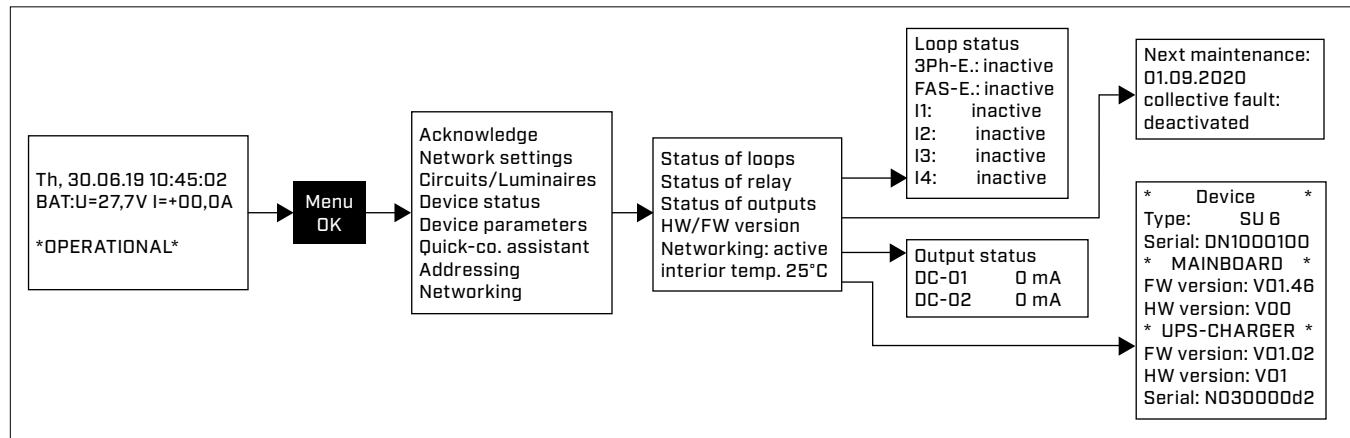 Th, 30.06.19 10:45:02
BAT:U=27,7V I=+00,0A
*OPERATIONAL*
Menu
OK
Acknowledge
Network settings
Circuits/Luminaires
Device status
Device parameters
Quick-co. assistant
Addressing
Networking
Status of loops
Status of relay
Status of outputs
HW/FW version
Networking: active
interior temp. 25°C
Loop status
3Ph-E.: inactive
FAS-E.: inactive
I1: inactive
I2: inactive
I3: inactive
I4: inactive
Output status
DC-01 0 mA
DC-02 0 mA
Next maintenance:
01.09.2020
collective fault:
deactivated
* Device *
Type: SU 6
Serial: DN1000100
* MAINBOARD *
FW version: V01.46
HW version: V00
* UPS-CHARGER *
FW version: V01.02
HW version: V01
Serial: N030000d2